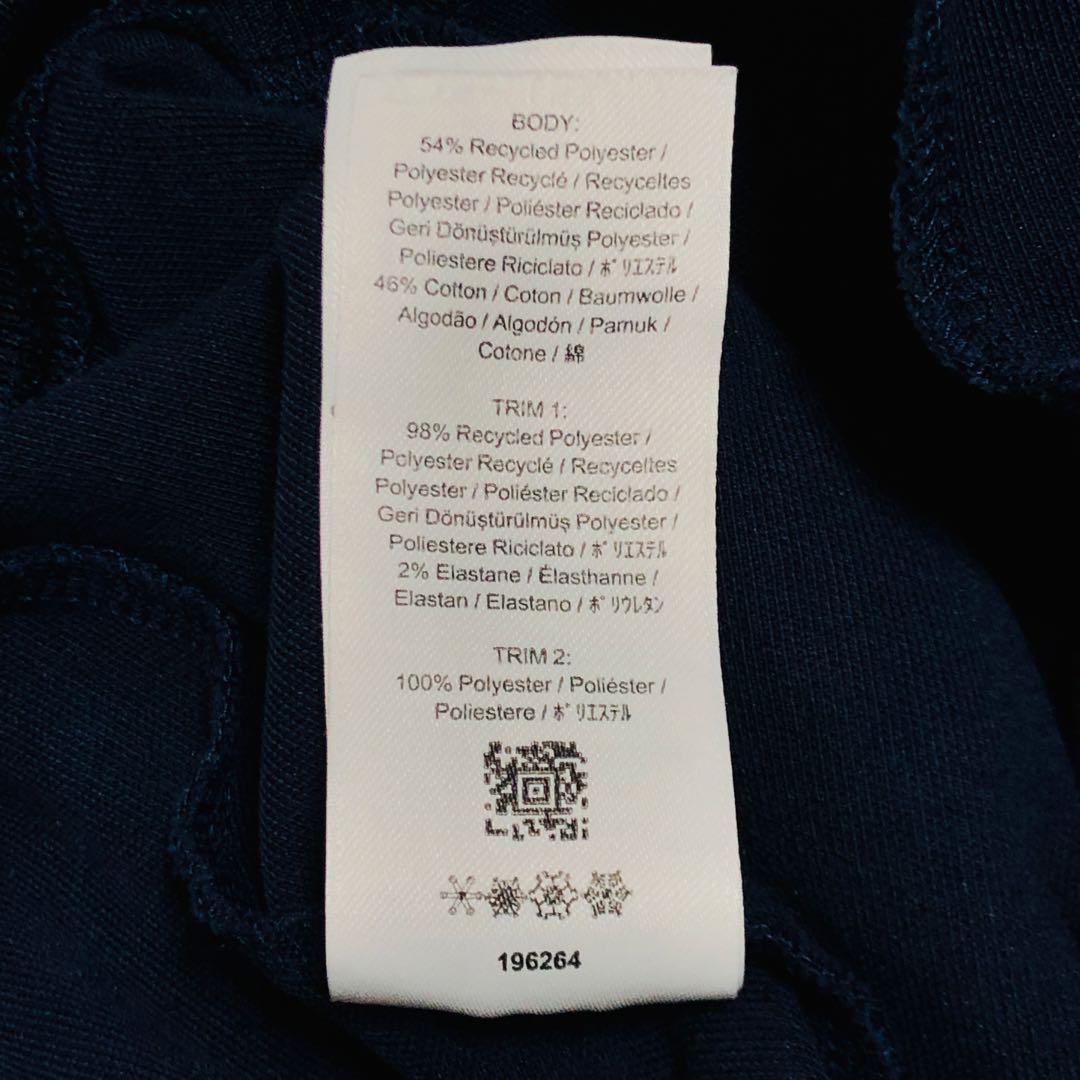 BODY:
54% Recycled Polyester /
Polyester Recyclé / Recyceltes
Polyester / Poliéster Reciclado /
Geri Dönüştürülmüş Polyester /
Poliestere Riciclato / ﾎﾟﾘｴｽﾃﾙ
46% Cotton / Coton / Baumwolle /
Algodão / Algodón / Pamuk /
Cotone / 綿
TRIM 1:
98% Recycled Polyester /
Polyester Recyclé / Recyceltes
Polyester / Poliéster Reciclado /
Geri Dönüştürülmüş Polyester /
Poliestere Riciclato / ﾎﾟﾘｴｽﾃﾙ
2% Elastane / Élasthanne /
Elastan / Elastano / ﾎﾟﾘｳﾚﾀﾝ
TRIM 2:
100% Polyester / Poliéster /
Poliestere / ﾎﾟﾘｴｽﾃﾙ
196264